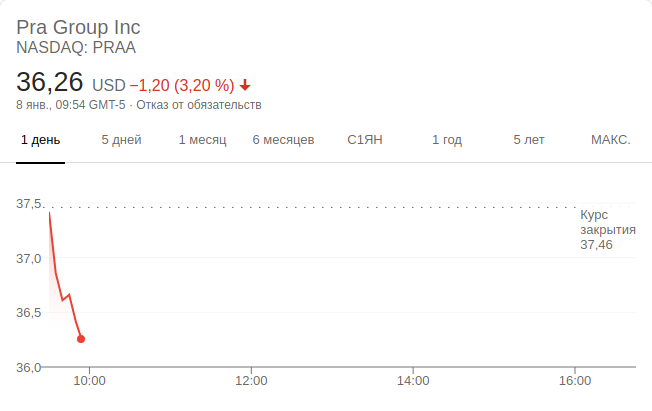 Pra Group Inc
NASDAQ: PRAA
36,26 USD −1,20 (3,20 %)
8 янв., 09:54 GMT-5 · Отказ от обязательств
1 день 5 дней 1 месяц 6 месяцев С1ЯН 1 год 5 лет МАКС.
37,5
Курс
закрытия
37,46
37,0
36,5
36,0
10:00 12:00 14:00 16:00